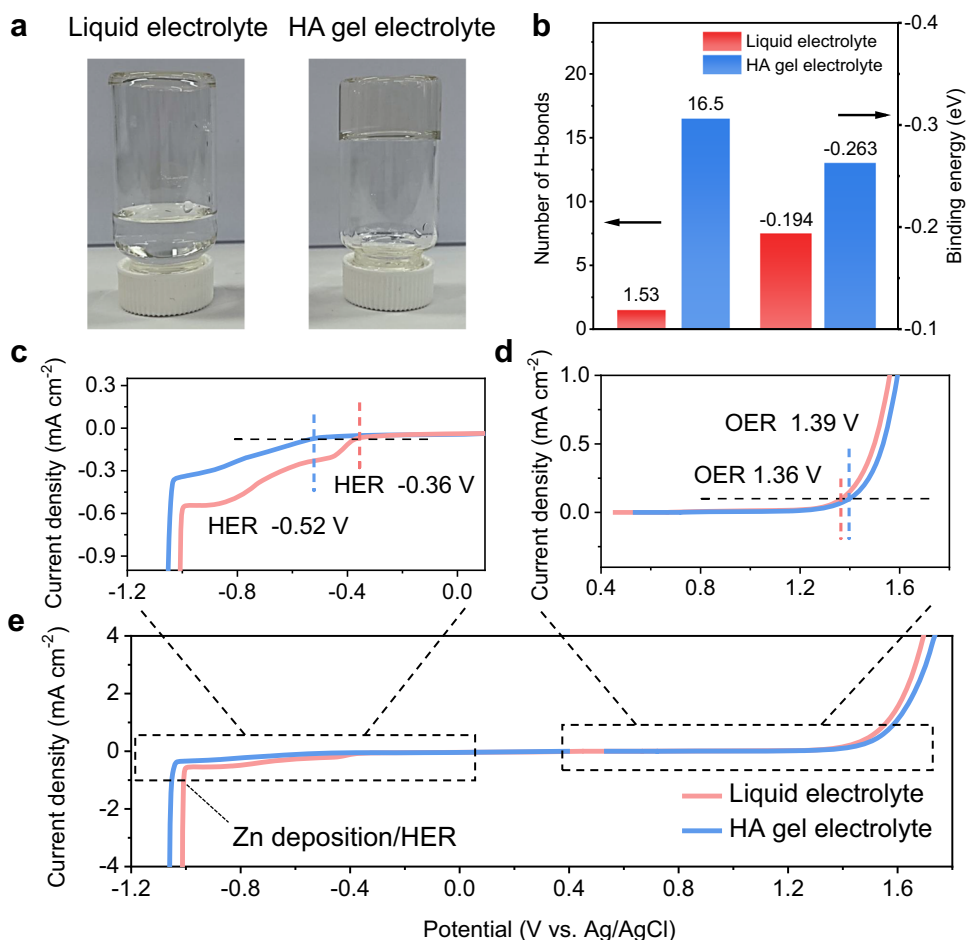 a
Liquid electrolyte
HA gel electrolyte
b
Liquid electrolyte
HA gel electrolyte
Number of H-bonds
20
15
10
5
0
1.53
16.5
-0.194
-0.263
-0.4
-0.3
-0.2
-0.1
Binding energy (eV)
c
Current density (mA cm-2)
0.3
0.0
-0.3
-0.6
-0.9
HER -0.36 V
HER -0.52 V
-1.2
-0.8
-0.4
0.0
d
Current density (mA cm-2)
1.0
0.5
0.0
OER 1.39 V
OER 1.36 V
0.4
0.8
1.2
1.6
e
Current density (mA cm-2)
4
2
0
-2
-4
Zn deposition/HER
Liquid electrolyte
HA gel electrolyte
-1.2
-0.8
-0.4
0.0
0.4
0.8
1.2
1.6
Potential (V vs. Ag/AgCl)